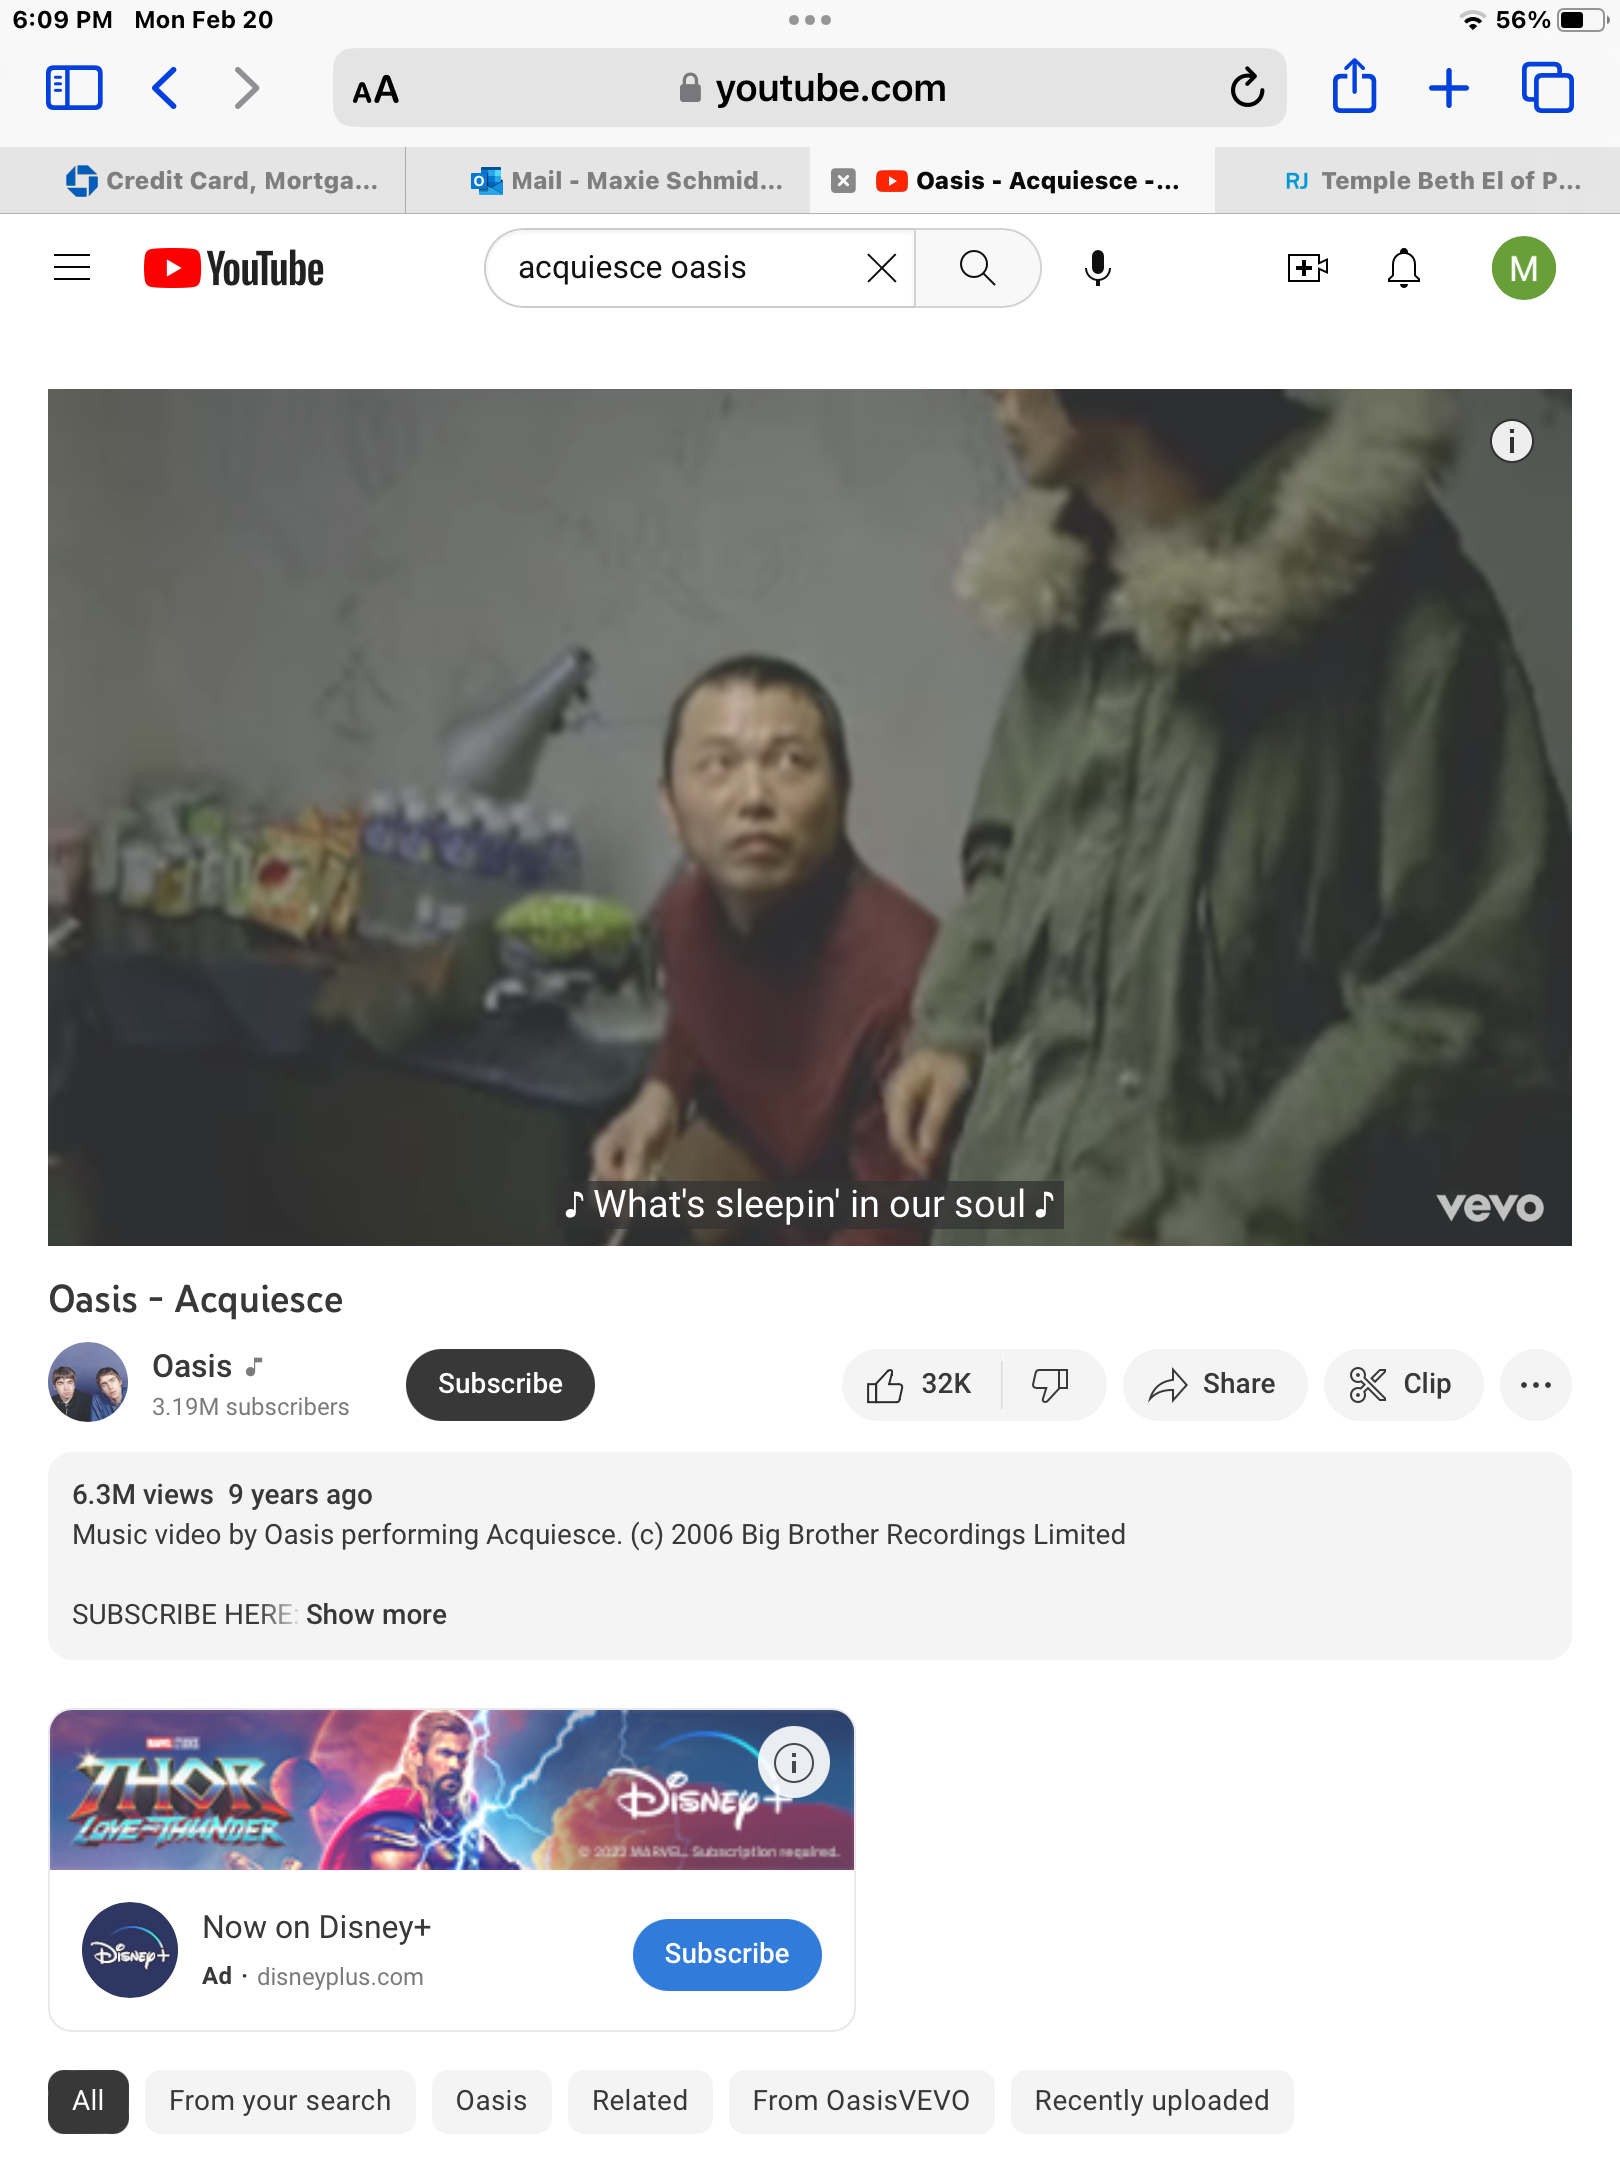 6:09 PM Mon Feb 20
56%
AA
youtube.com
Credit Card, Mortga...
Mail - Maxie Schmid...
Oasis - Acquiesce -...
RJ Temple Beth El of P...
YouTube
acquiesce oasis
M
♪ What's sleepin' in our soul ♪
vevo
Oasis - Acquiesce
Oasis
3.19M subscribers
Subscribe
32K
Share
Clip
6.3M views 9 years ago
Music video by Oasis performing Acquiesce. (c) 2006 Big Brother Recordings Limited
SUBSCRIBE HERE: Show more
THOR
LOVE AND THUNDER
Disney+
© 2022 MARVEL. Subscription required.
Disney+
Now on Disney+
Ad · disneyplus.com
Subscribe
All
From your search
Oasis
Related
From OasisVEVO
Recently uploaded